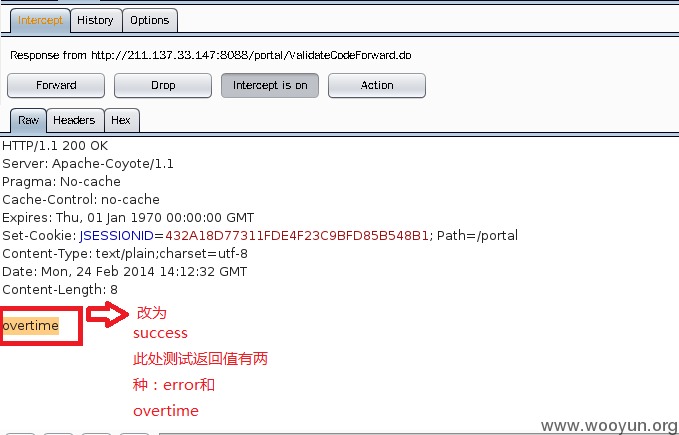 Intercept History Options
Response from http://211.137.33.147:8088/portal/ValidateCodeForward.do
Forward Drop Intercept is on Action
Raw Headers Hex
HTTP/1.1 200 OK
Server: Apache-Coyote/1.1
Pragma: No-cache
Cache-Control: no-cache
Expires: Thu, 01 Jan 1970 00:00:00 GMT
Set-Cookie: JSESSIONID=432A18D77311FDE4F23C9BFD85B548B1; Path=/portal
Content-Type: text/plain;charset=utf-8
Date: Mon, 24 Feb 2014 14:12:32 GMT
Content-Length: 8
overtime
改为
success
此处测试返回值有两
种：error和
overtime
www.wooyun.org